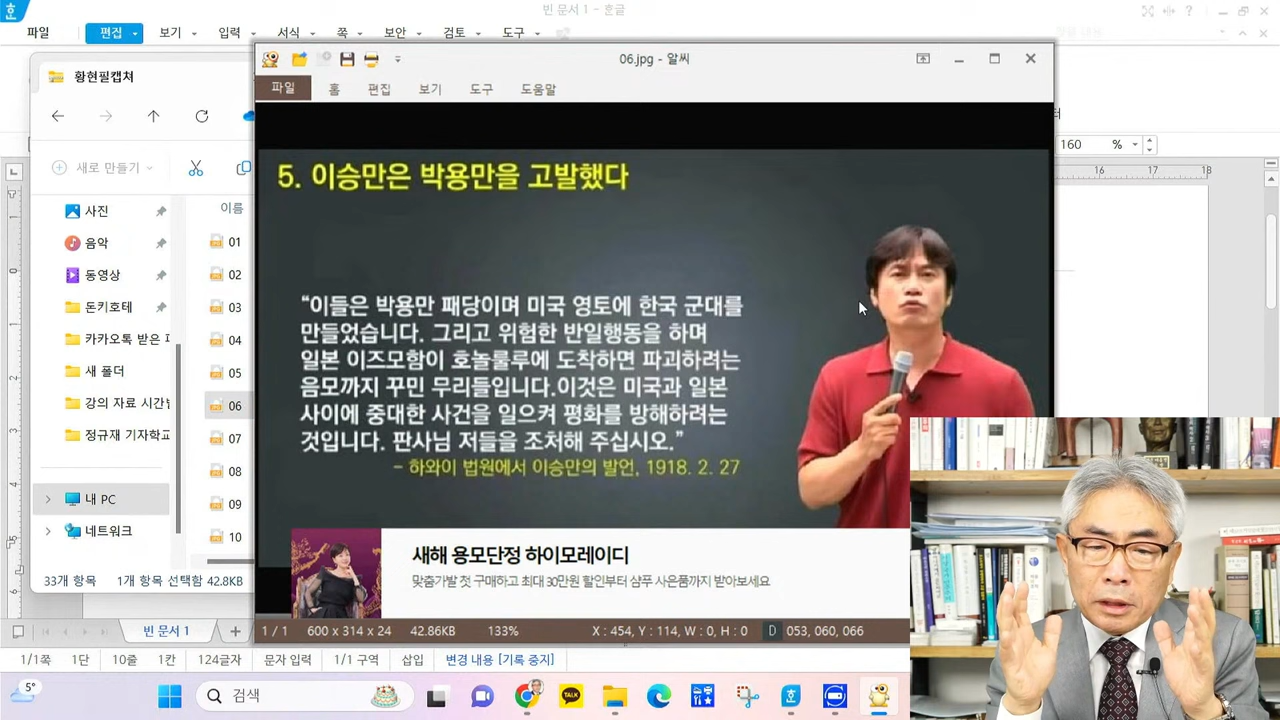 빈 문서 1 - 한글
파일 편집 보기 입력 서식 쪽 보안 검토 도구
황현필캡쳐
06.jpg - 알씨
파일 홈 편집 보기 도구 도움말
160 %
새로 만들기
16 17 18
이름
사진
음악
동영상
돈키호테
카카오톡 받은
새 폴더
강의 자료
정규재 기자학교
내 PC
네트워크
01
02
03
04
05
06
07
08
09
10
33개 항목 1개 항목 선택함 42.8KB
5. 이승만은 박용만을 고발했다
“이들은 박용만 패당이며 미국 영토에 한국 군대를
만들었습니다. 그리고 위험한 반일행동을 하며
일본 이즈모함이 호놀룰루에 도착하면 파괴하려는
음모까지 꾸민 무리들입니다.이것은 미국과 일본
사이에 중대한 사건을 일으켜 평화를 방해하려는
것입니다. 판사님 저들을 조처해 주십시오.”
– 하와이 법원에서 이승만의 발언, 1918. 2. 27
새해 용모단정 하이모레이디
맞춤가발 첫 구매하고 최대 30만원 할인부터 샴푸 사은품까지 받아보세요
1 / 1 600 x 314 x 24 42.86KB 133% X : 454, Y : 114, W : 0, H : 0 D 053, 060, 066
빈 문서 1
1/1쪽 1단 10줄 1칸 124글자 문자 입력 1/1 구역 삽입 변경 내용 [기록 중지]
5°
검색
TALK